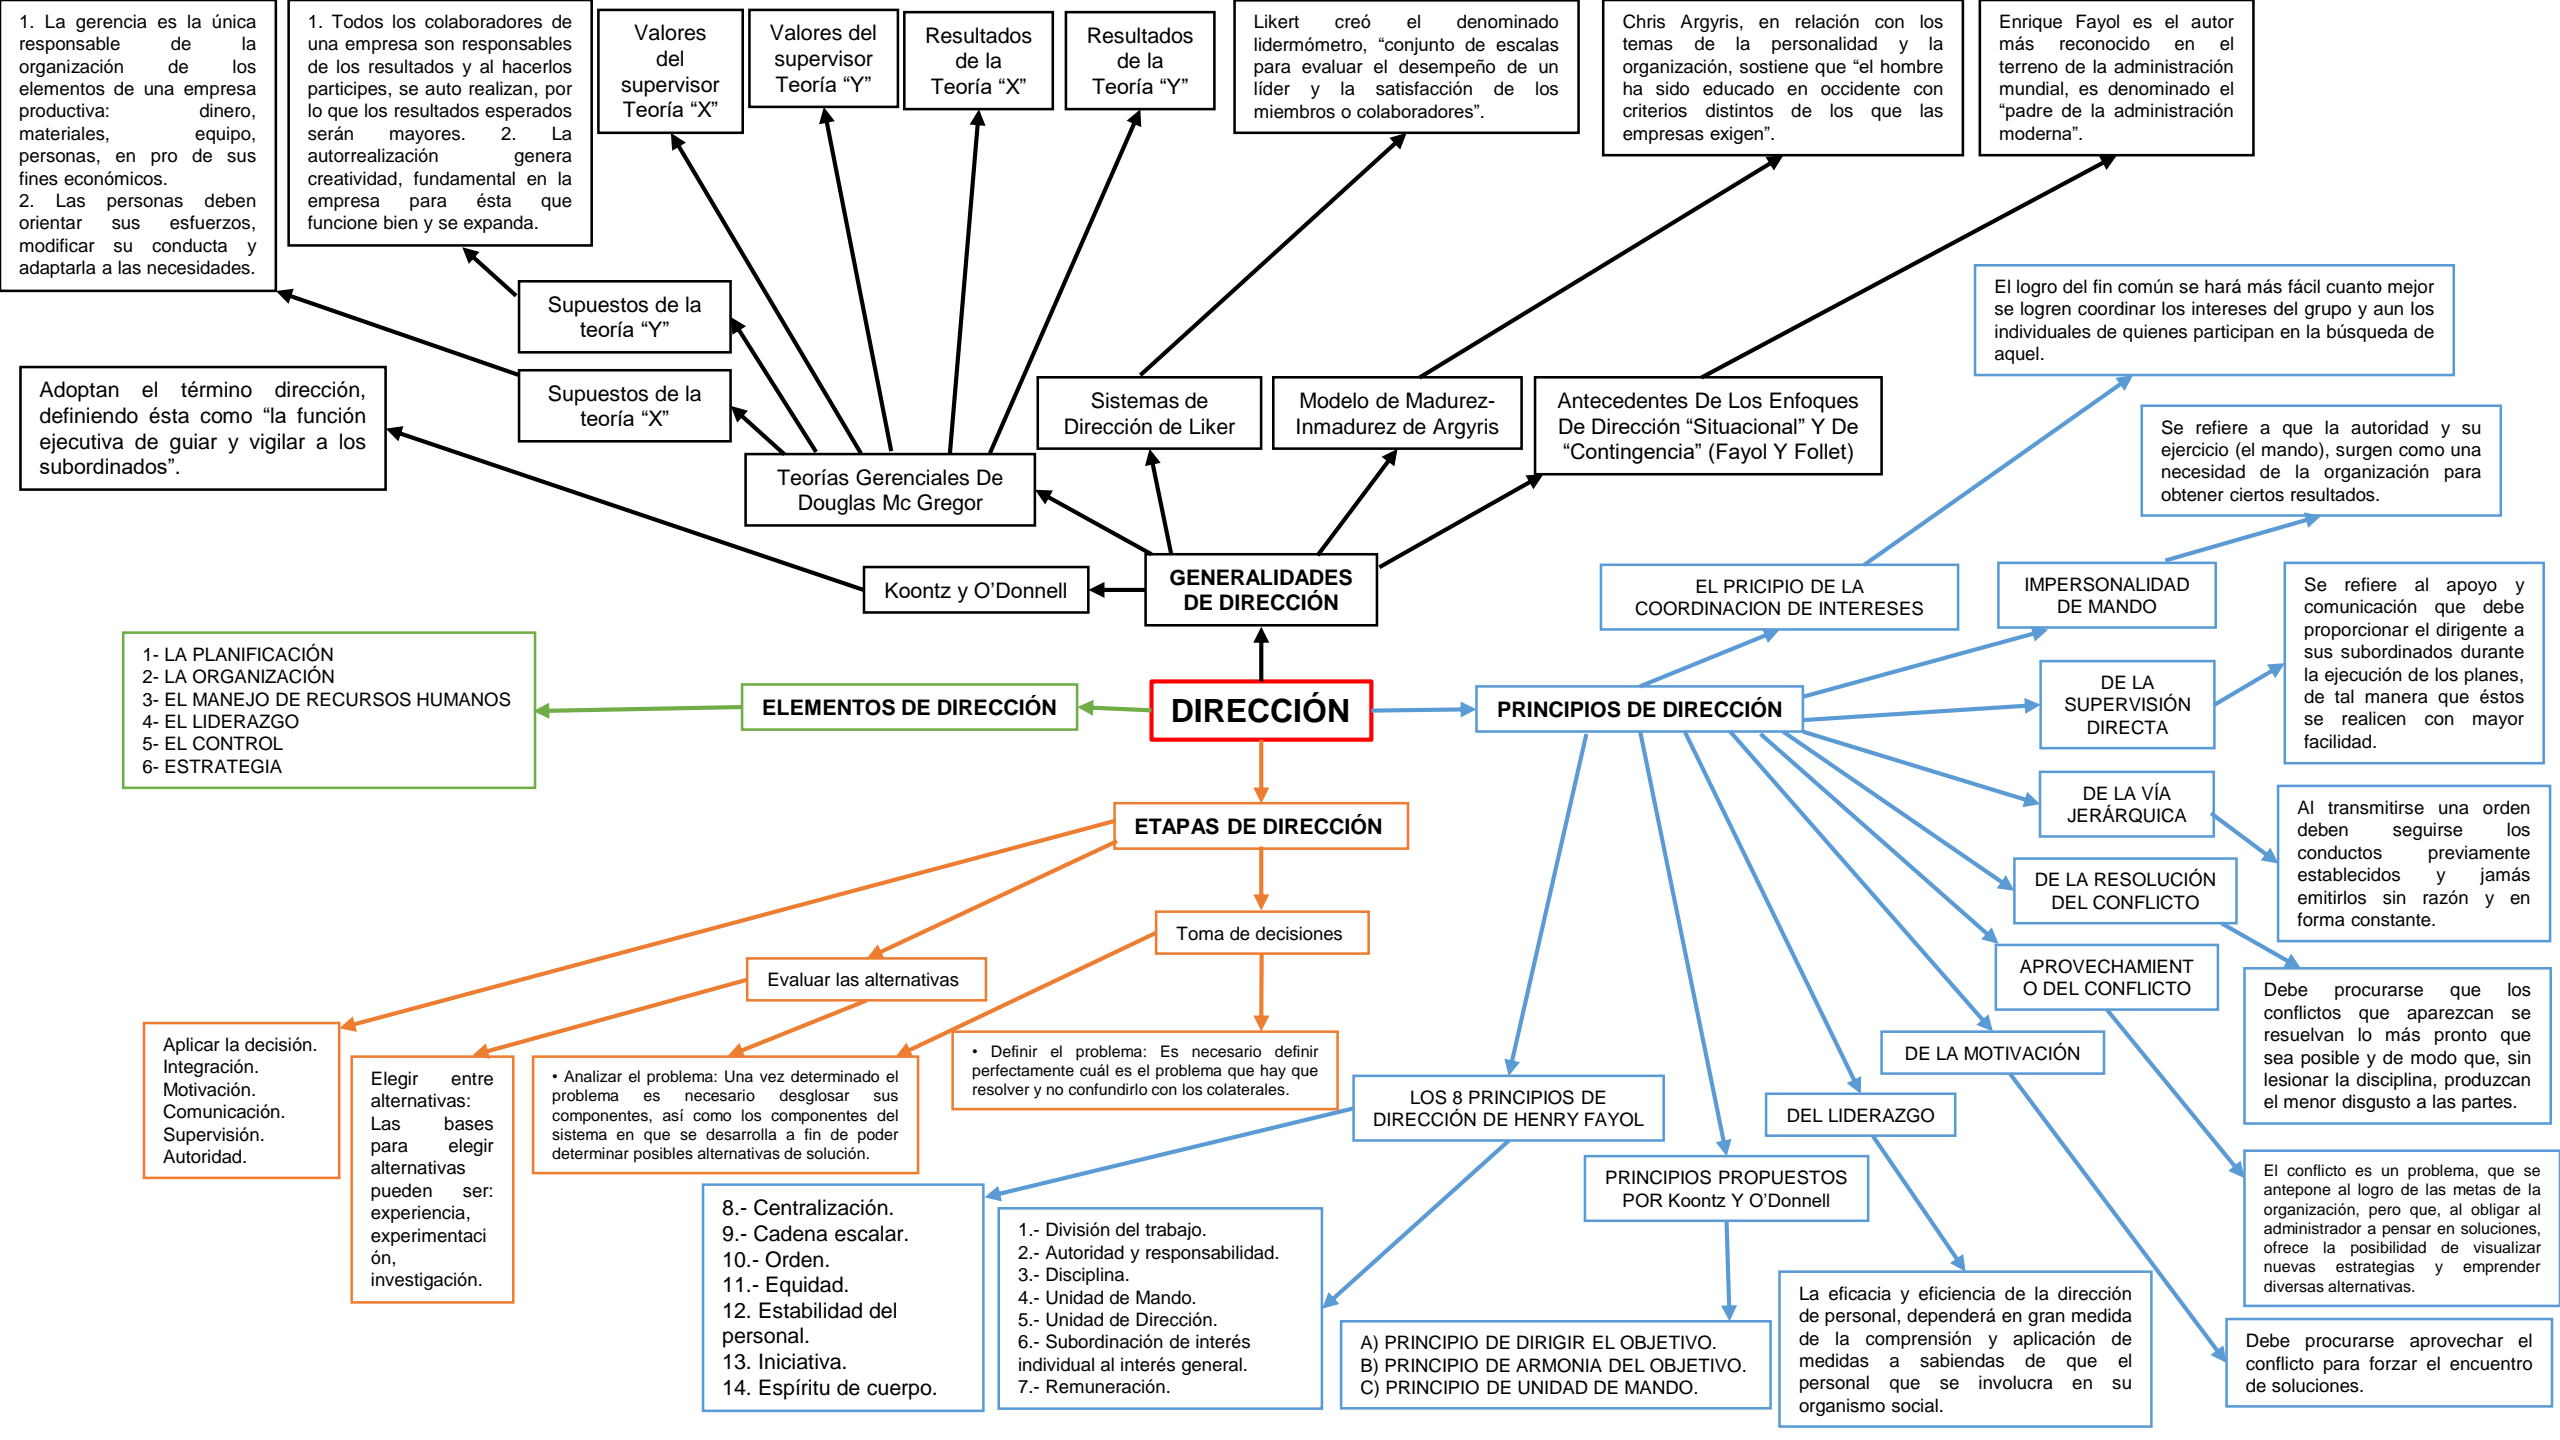 1. La gerencia es la única
responsable de la
organización de los
elementos de una empresa
productiva: dinero,
materiales, equipo,
personas, en pro de sus
fines económicos.
2. Las personas deben
orientar sus esfuerzos,
modificar su conducta y
adaptarla a las necesidades.
1. Todos los colaboradores de
una empresa son responsables
de los resultados y al hacerlos
participes, se auto realizan, por
lo que los resultados esperados
serán mayores. 2. La
autorrealización genera
creatividad, fundamental en la
empresa para ésta que
funcione bien y se expanda.
Valores
del
supervisor
Teoría “X”
Valores del
supervisor
Teoría “Y”
Resultados
de la
Teoría “X”
Resultados
de la
Teoría “Y”
Likert creó el denominado
lidermómetro, “conjunto de escalas
para evaluar el desempeño de un
líder y la satisfacción de los
miembros o colaboradores”.
Chris Argyris, en relación con los
temas de la personalidad y la
organización, sostiene que “el hombre
ha sido educado en occidente con
criterios distintos de los que las
empresas exigen”.
Enrique Fayol es el autor
más reconocido en el
terreno de la administración
mundial, es denominado el
“padre de la administración
moderna”.
Supuestos de la
teoría “Y”
El logro del fin común se hará más fácil cuanto mejor
se logren coordinar los intereses del grupo y aun los
individuales de quienes participan en la búsqueda de
aquel.
Adoptan el término dirección,
definiendo ésta como “la función
ejecutiva de guiar y vigilar a los
subordinados”.
Supuestos de la
teoría “X”
Sistemas de
Dirección de Liker
Modelo de Madurez-
Inmadurez de Argyris
Antecedentes De Los Enfoques
De Dirección “Situacional” Y De
“Contingencia” (Fayol Y Follet)
Se refiere a que la autoridad y su
ejercicio (el mando), surgen como una
necesidad de la organización para
obtener ciertos resultados.
Teorías Gerenciales De
Douglas Mc Gregor
Koontz y O’Donnell
GENERALIDADES
DE DIRECCIÓN
EL PRICIPIO DE LA
COORDINACION DE INTERESES
IMPERSONALIDAD
DE MANDO
Se refiere al apoyo y
comunicación que debe
proporcionar el dirigente a
sus subordinados durante
la ejecución de los planes,
de tal manera que éstos
se realicen con mayor
facilidad.
1- LA PLANIFICACIÓN
2- LA ORGANIZACIÓN
3- EL MANEJO DE RECURSOS HUMANOS
4- EL LIDERAZGO
5- EL CONTROL
6- ESTRATEGIA
ELEMENTOS DE DIRECCIÓN
DIRECCIÓN
PRINCIPIOS DE DIRECCIÓN
DE LA
SUPERVISIÓN
DIRECTA
DE LA VÍA
JERÁRQUICA
Al transmitirse una orden
deben seguirse los
conductos previamente
establecidos y jamás
emitirlos sin razón y en
forma constante.
ETAPAS DE DIRECCIÓN
DE LA RESOLUCIÓN
DEL CONFLICTO
Toma de decisiones
Evaluar las alternativas
APROVECHAMIENT
O DEL CONFLICTO
Debe procurarse que los
conflictos que aparezcan se
resuelvan lo más pronto que
sea posible y de modo que, sin
lesionar la disciplina, produzcan
el menor disgusto a las partes.
Aplicar la decisión.
Integración.
Motivación.
Comunicación.
Supervisión.
Autoridad.
Elegir entre
alternativas:
Las bases
para elegir
alternativas
pueden ser:
experiencia,
experimentaci
ón,
investigación.
• Analizar el problema: Una vez determinado el
problema es necesario desglosar sus
componentes, así como los componentes del
sistema en que se desarrolla a fin de poder
determinar posibles alternativas de solución.
• Definir el problema: Es necesario definir
perfectamente cuál es el problema que hay que
resolver y no confundirlo con los colaterales.
DE LA MOTIVACIÓN
LOS 8 PRINCIPIOS DE
DIRECCIÓN DE HENRY FAYOL
DEL LIDERAZGO
PRINCIPIOS PROPUESTOS
POR Koontz Y O’Donnell
El conflicto es un problema, que se
antepone al logro de las metas de la
organización, pero que, al obligar al
administrador a pensar en soluciones,
ofrece la posibilidad de visualizar
nuevas estrategias y emprender
diversas alternativas.
8.- Centralización.
9.- Cadena escalar.
10.- Orden.
11.- Equidad.
12. Estabilidad del
personal.
13. Iniciativa.
14. Espíritu de cuerpo.
1.- División del trabajo.
2.- Autoridad y responsabilidad.
3.- Disciplina.
4.- Unidad de Mando.
5.- Unidad de Dirección.
6.- Subordinación de interés
individual al interés general.
7.- Remuneración.
A) PRINCIPIO DE DIRIGIR EL OBJETIVO.
B) PRINCIPIO DE ARMONIA DEL OBJETIVO.
C) PRINCIPIO DE UNIDAD DE MANDO.
La eficacia y eficiencia de la dirección
de personal, dependerá en gran medida
de la comprensión y aplicación de
medidas a sabiendas de que el
personal que se involucra en su
organismo social.
Debe procurarse aprovechar el
conflicto para forzar el encuentro
de soluciones.